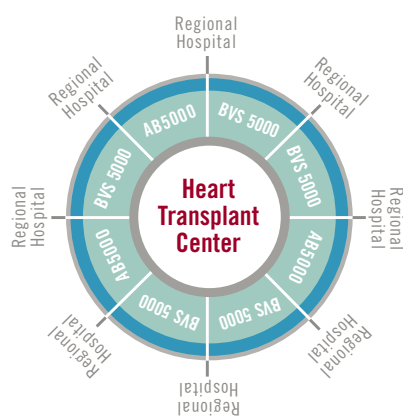 Regional
Hospital
Regional
Hospital
Regional
Hospital
Regional
Hospital
Regional
Hospital
Regional
Hospital
Regional
Hospital
Regional
Hospital
BVS 5000
BVS 5000
AB5000
BVS 5000
BVS 5000
AB5000
BVS 5000
AB5000
Heart
Transplant
Center